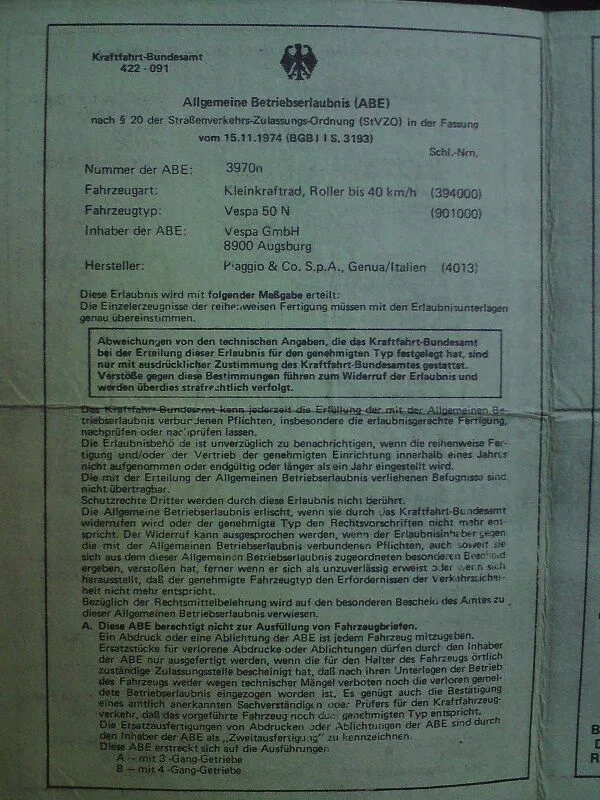 Kraftfahrt-Bundesamt
422 - 091
Allgemeine Betriebserlaubnis (ABE)
nach § 20 der Straßenverkehrs-Zulassungs-Ordnung (StVZO) in der Fassung
vom 15.11.1974 (BGBl I S. 3193)
Schl.-Nrn.
Nummer der ABE: 3970n
Fahrzeugart: Kleinkraftrad, Roller bis 40 km/h (394000)
Fahrzeugtyp: Vespa 50 N (901000)
Inhaber der ABE: Vespa GmbH
8900 Augsburg
Hersteller: Piaggio & Co. S.p.A., Genua/Italien (4013)
Diese Erlaubnis wird mit folgender Maßgabe erteilt:
Die Einzelerzeugnisse der reihenweisen Fertigung müssen mit den Erlaubnisunterlagen
genau übereinstimmen.
Abweichungen von den technischen Angaben, die das Kraftfahrt-Bundesamt
bei der Erteilung dieser Erlaubnis für den genehmigten Typ festgelegt hat, sind
nur mit ausdrücklicher Zustimmung des Kraftfahrt-Bundesamtes gestattet.
Verstöße gegen diese Bestimmungen führen zum Widerruf der Erlaubnis und
werden überdies strafrechtlich verfolgt.
Das Kraftfahrt-Bundesamt kann jederzeit die Erfüllung der mit der Allgemeinen Be-
triebserlaubnis verbundenen Pflichten, insbesondere die erlaubnisgerechte Fertigung,
nachprüfen oder nachprüfen lassen.
Die Erlaubnisbehörde ist unverzüglich zu benachrichtigen, wenn die reihenweise Fer-
tigung und/oder der Vertrieb der genehmigten Einrichtung innerhalb eines Jahres
nicht aufgenommen oder endgültig oder länger als ein Jahr eingestellt wird.
Die mit der Erteilung der Allgemeinen Betriebserlaubnis verliehenen Befugnisse sind
nicht übertragbar.
Schutzrechte Dritter werden durch diese Erlaubnis nicht berührt.
Die Allgemeine Betriebserlaubnis erlischt, wenn sie durch das Kraftfahrt-Bundesamt
widerrufen wird oder der genehmigte Typ den Rechtsvorschriften nicht mehr ent-
spricht. Der Widerruf kann ausgesprochen werden, wenn der Erlaubnisinhaber gegen
die mit der Allgemeinen Betriebserlaubnis verbundenen Pflichten, auch soweit sie
sich aus dem dieser Allgemeinen Betriebserlaubnis zugeordneten besonderen Bescheid
ergeben, verstoßen hat, ferner wenn er sich als unzuverlässig erweist oder wenn sich
herausstellt, daß der genehmigte Fahrzeugtyp den Erfordernissen der Verkehrssicher-
heit nicht mehr entspricht.
Bezüglich der Rechtsmittelbelehrung wird auf den besonderen Bescheid des Amtes zu
dieser Allgemeinen Betriebserlaubnis verwiesen.
A. Diese ABE berechtigt nicht zur Ausfüllung von Fahrzeugbriefen.
Ein Abdruck oder eine Ablichtung der ABE ist jedem Fahrzeug mitzugeben.
Ersatzstücke für verlorene Abdrucke oder Ablichtungen dürfen durch den Inhaber
der ABE nur ausgefertigt werden, wenn die für den Halter des Fahrzeugs örtlich
zuständige Zulassungsstelle bescheinigt hat, daß nach ihren Unterlagen der Betrieb
des Fahrzeugs weder wegen technischer Mängel verboten noch die verloren gemel-
dete Betriebserlaubnis eingezogen worden ist. Es genügt auch die Bestätigung
eines amtlich anerkannten Sachverständigen oder Prüfers für den Kraftfahrzeug-
verkehr, daß das vorgeführte Fahrzeug noch dem genehmigten Typ entspricht.
Die Ersatzausfertigungen von Abdrucken oder Ablichtungen der ABE sind durch
den Inhaber der ABE als „Zweitausfertigung" zu kennzeichnen.
Diese ABE erstreckt sich auf die Ausführungen
A – mit 3-Gang-Getriebe
B – mit 4-Gang-Getriebe
B
D
R